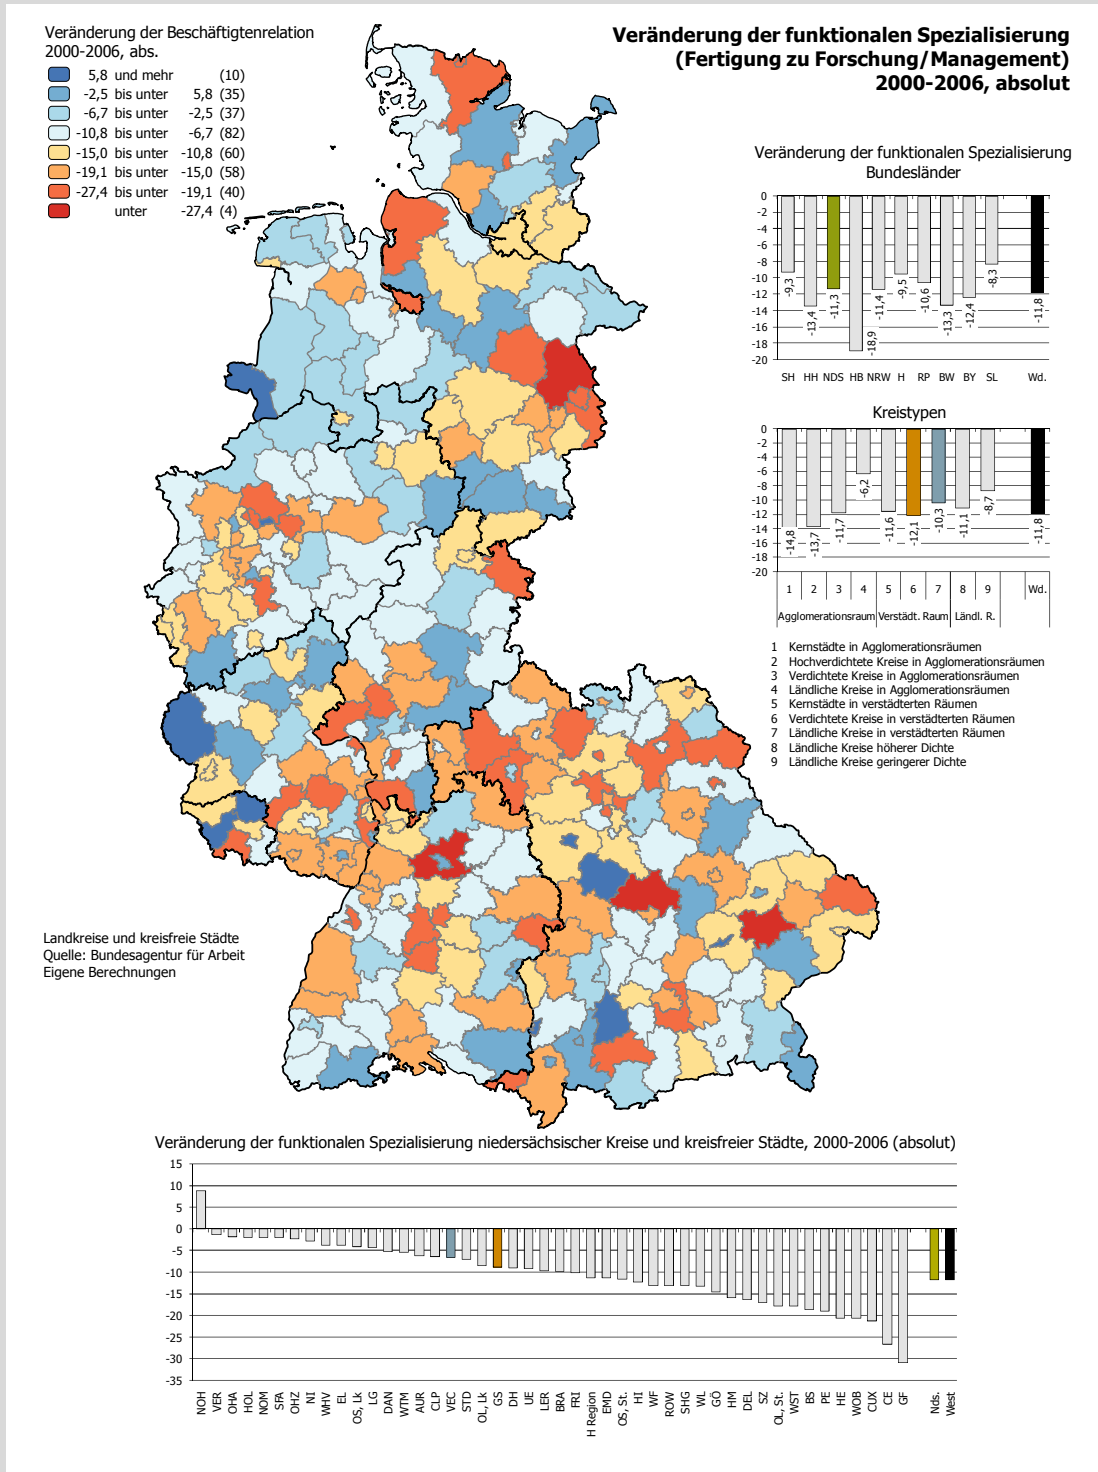 Veränderung der Beschäftigtenrelation
2000-2006, abs.
5,8 und mehr (10)
-2,5 bis unter 5,8 (35)
-6,7 bis unter -2,5 (37)
-10,8 bis unter -6,7 (82)
-15,0 bis unter -10,8 (60)
-19,1 bis unter -15,0 (58)
-27,4 bis unter -19,1 (40)
unter -27,4 (4)
Veränderung der funktionalen Spezialisierung
(Fertigung zu Forschung/Management)
2000-2006, absolut
Veränderung der funktionalen Spezialisierung
Bundesländer
0
-2
-4
-6
-8
-10
-12
-14
-16
-18
-20
-9,3
-13,4
-11,3
-18,9
-11,4
-9,5
-10,6
-13,3
-12,4
-8,3
-11,8
SH HH NDS HB NRW H RP BW BY SL Wd.
Kreistypen
0
-2
-4
-6
-8
-10
-12
-14
-16
-18
-20
-14,8
-13,7
-11,7
-6,2
-11,6
-12,1
-10,3
-11,1
-8,7
-11,8
1 2 3 4 5 6 7 8 9 Wd.
Agglomerationsraum Verstädt. Raum Ländl. R.
1 Kernstädte in Agglomerationsräumen
2 Hochverdichtete Kreise in Agglomerationsräumen
3 Verdichtete Kreise in Agglomerationsräumen
4 Ländliche Kreise in Agglomerationsräumen
5 Kernstädte in verstädterten Räumen
6 Verdichtete Kreise in verstädterten Räumen
7 Ländliche Kreise in verstädterten Räumen
8 Ländliche Kreise höherer Dichte
9 Ländliche Kreise geringerer Dichte
Landkreise und kreisfreie Städte
Quelle: Bundesagentur für Arbeit
Eigene Berechnungen
Veränderung der funktionalen Spezialisierung niedersächsischer Kreise und kreisfreier Städte, 2000-2006 (absolut)
15
10
5
0
-5
-10
-15
-20
-25
-30
-35
NOH VER OHA HOL NOM SFA OHZ NI WHV EL OS, Lk LG DAN WTM AUR CLP VEC STD OL, Lk GS DH UE LER BRA FRI H Region EMD OS, St. HI WF ROW SHG WL GÖ HM DEL SZ OL, St. WST BS PE HE WOB CUX CE GF Nds. West